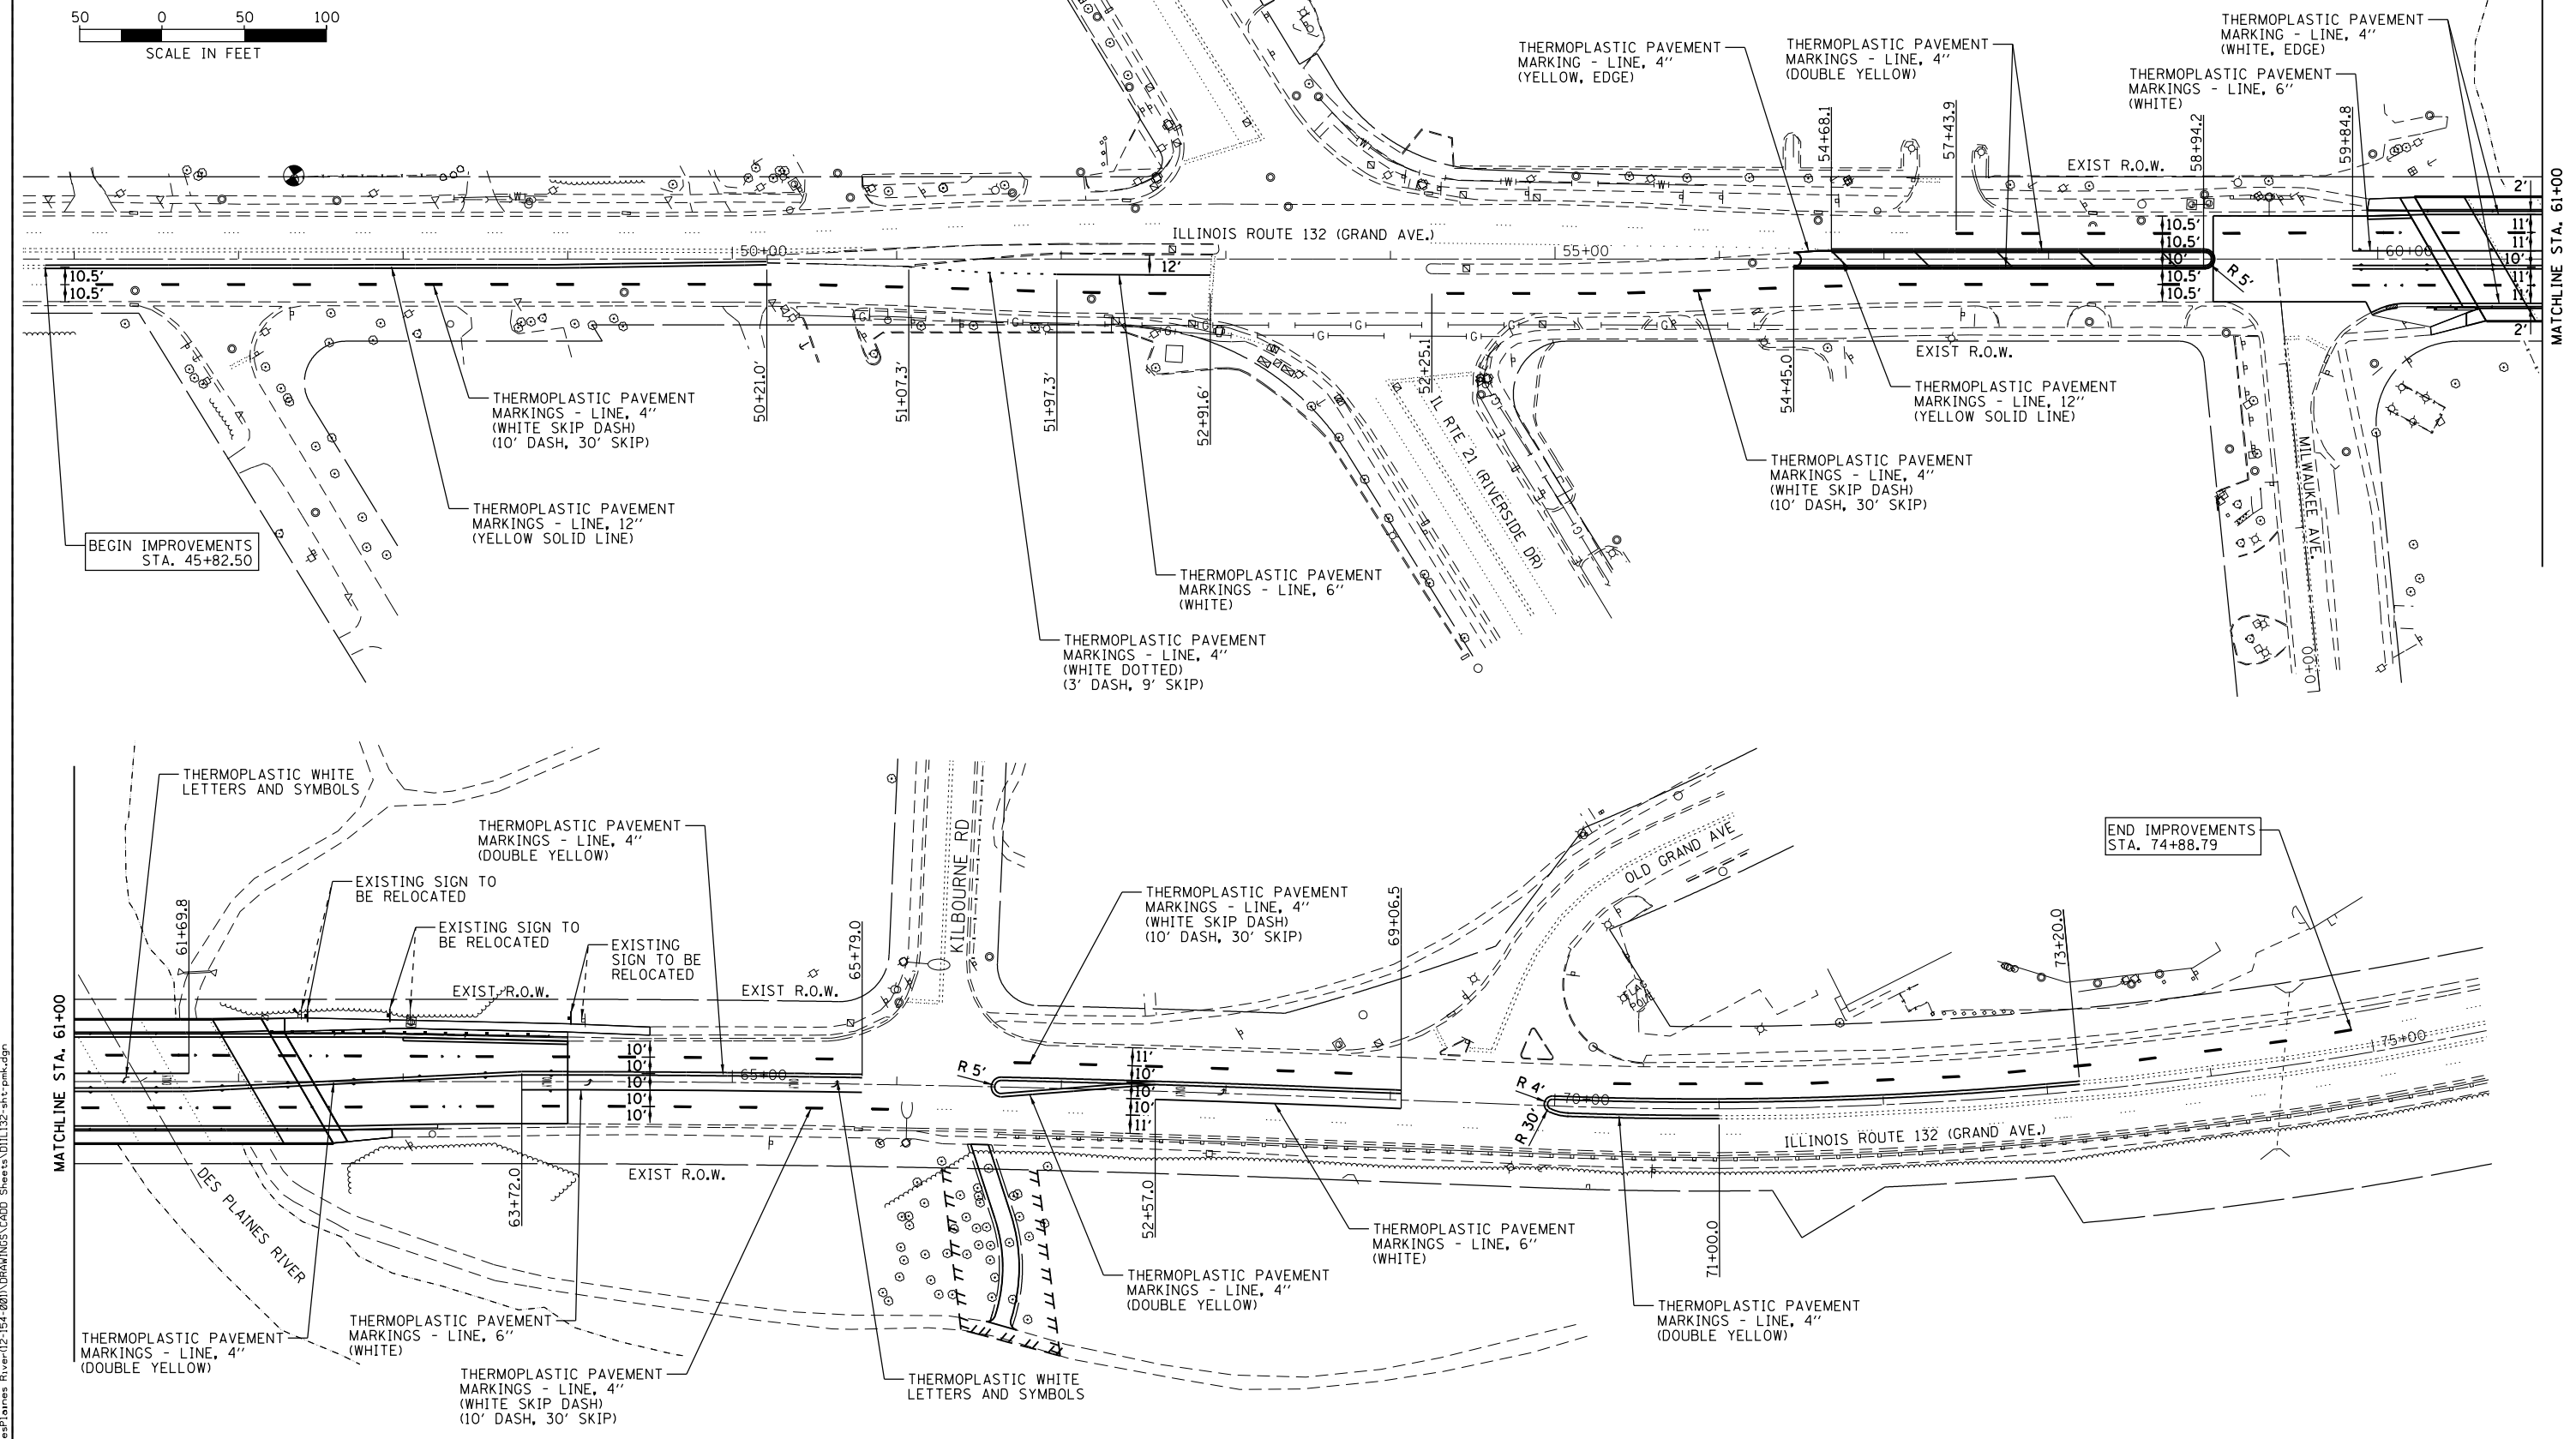 50 0 50 100
SCALE IN FEET
THERMOPLASTIC PAVEMENT
MARKING - LINE, 4''
(YELLOW, EDGE)
THERMOPLASTIC PAVEMENT
MARKINGS - LINE, 4''
(DOUBLE YELLOW)
THERMOPLASTIC PAVEMENT
MARKING - LINE, 4''
(WHITE, EDGE)
THERMOPLASTIC PAVEMENT
MARKINGS - LINE, 6''
(WHITE)
54+68.1
57+43.9
58+94.2
59+84.8
EXIST R.O.W.
MATCHLINE STA. 61+00
2'
11'
11'
10'
11'
11'
2'
10.5'
10.5'
10'
10.5'
10.5'
R 5'
ILLINOIS ROUTE 132 (GRAND AVE.)
50+00
55+00
60+00
12'
10.5'
10.5'
EXIST R.O.W.
50+21.0'
51+07.3'
51+97.3'
52+91.6'
52+25.1
54+45.0
THERMOPLASTIC PAVEMENT
MARKINGS - LINE, 4''
(WHITE SKIP DASH)
(10' DASH, 30' SKIP)
THERMOPLASTIC PAVEMENT
MARKINGS - LINE, 12''
(YELLOW SOLID LINE)
THERMOPLASTIC PAVEMENT
MARKINGS - LINE, 4''
(WHITE SKIP DASH)
(10' DASH, 30' SKIP)
IL RTE 21 (RIVERSIDE DR)
MILWAUKEE AVE.
0+00
THERMOPLASTIC PAVEMENT
MARKINGS - LINE, 12''
(YELLOW SOLID LINE)
BEGIN IMPROVEMENTS
STA. 45+82.50
THERMOPLASTIC PAVEMENT
MARKINGS - LINE, 6''
(WHITE)
THERMOPLASTIC PAVEMENT
MARKINGS - LINE, 4''
(WHITE DOTTED)
(3' DASH, 9' SKIP)
THERMOPLASTIC WHITE
LETTERS AND SYMBOLS
THERMOPLASTIC PAVEMENT
MARKINGS - LINE, 4''
(DOUBLE YELLOW)
EXISTING SIGN TO
BE RELOCATED
EXISTING SIGN TO
BE RELOCATED
EXISTING
SIGN TO BE
RELOCATED
61+69.8
65+79.0
KILBOURNE RD
THERMOPLASTIC PAVEMENT
MARKINGS - LINE, 4''
(WHITE SKIP DASH)
(10' DASH, 30' SKIP)
69+06.5
OLD GRAND AVE
FLAG
POLE
END IMPROVEMENTS
STA. 74+88.79
73+20.0
EXIST R.O.W.
EXIST R.O.W.
MATCHLINE STA. 61+00
10'
10'
10'
10'
10'
65+00
R 5'
11'
10'
10'
10'
11'
R 4'
R 30'
70+00
75+00
ILLINOIS ROUTE 132 (GRAND AVE.)
EXIST R.O.W.
DES PLAINES RIVER
63+72.0
52+57.0
71+00.0
THERMOPLASTIC PAVEMENT
MARKINGS - LINE, 6''
(WHITE)
THERMOPLASTIC PAVEMENT
MARKINGS - LINE, 4''
(DOUBLE YELLOW)
THERMOPLASTIC PAVEMENT
MARKINGS - LINE, 4''
(DOUBLE YELLOW)
THERMOPLASTIC PAVEMENT
MARKINGS - LINE, 4''
(DOUBLE YELLOW)
THERMOPLASTIC PAVEMENT
MARKINGS - LINE, 6''
(WHITE)
THERMOPLASTIC PAVEMENT
MARKINGS - LINE, 4''
(WHITE SKIP DASH)
(10' DASH, 30' SKIP)
THERMOPLASTIC WHITE
LETTERS AND SYMBOLS